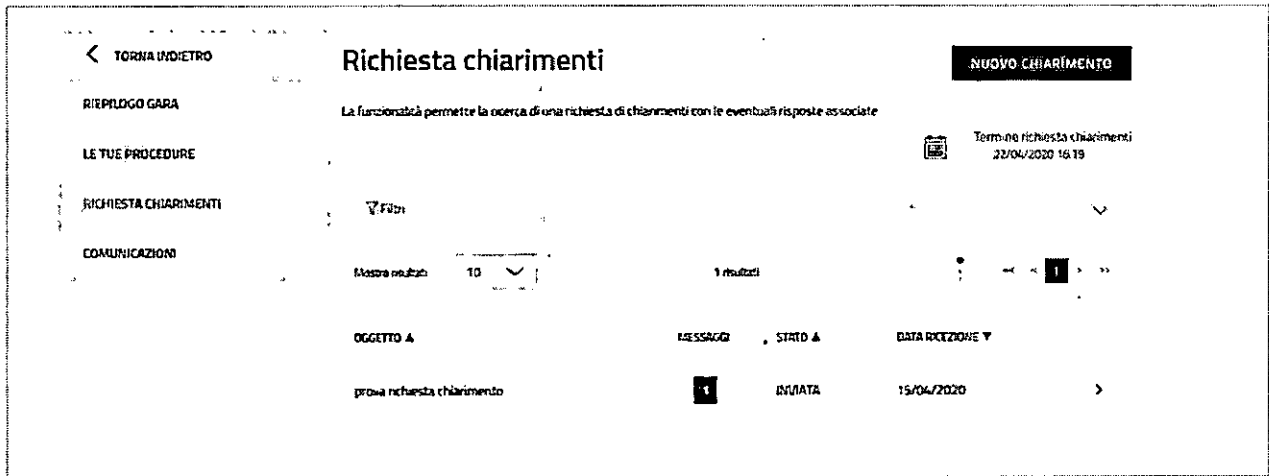 TORNA INDIETRO
RIEPILOGO GARA
LE TUE PROCEDURE
RICHIESTA CHIARIMENTI
COMUNICAZIONI
Richiesta chiarimenti
NUOVO CHIARIMENTO
La funzionalità permette la ricerca di una richiesta di chiarimenti con le eventuali risposte associate
Termine richiesta chiarimenti
22/04/2020 16:19
Filtri
Mostra risultati 10 1 risultati << < 1 > >>
OGGETTO ▲ MESSAGGI STATO ▲ DATA RICEZIONE ▼
prova richiesta chiarimento 1 INVIATA 15/04/2020 >